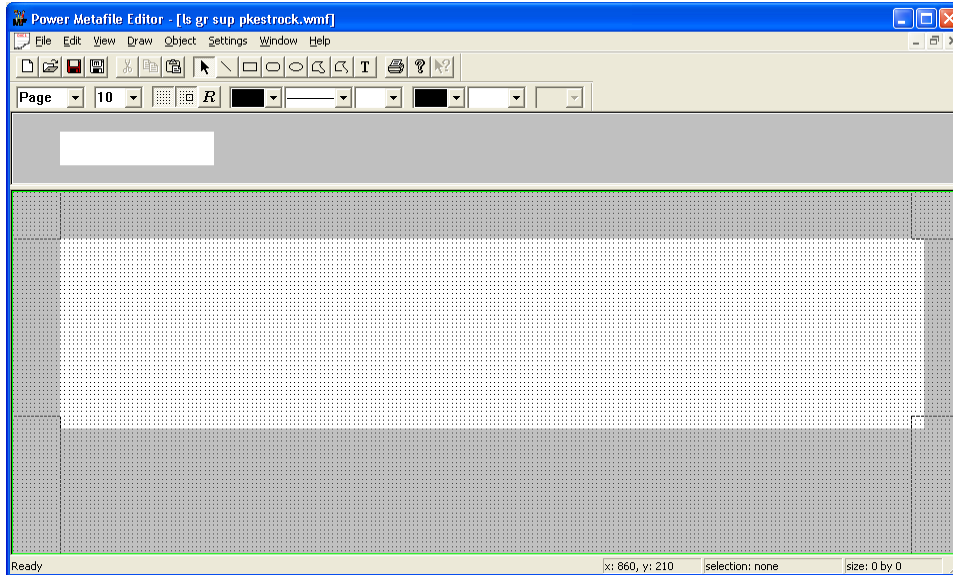 Power Metafile Editor - [ls gr sup pkestrock.wmf]
File Edit View Draw Object Settings Window Help
T ? ?
Page 10 R
Ready x: 860, y: 210 selection: none size: 0 by 0